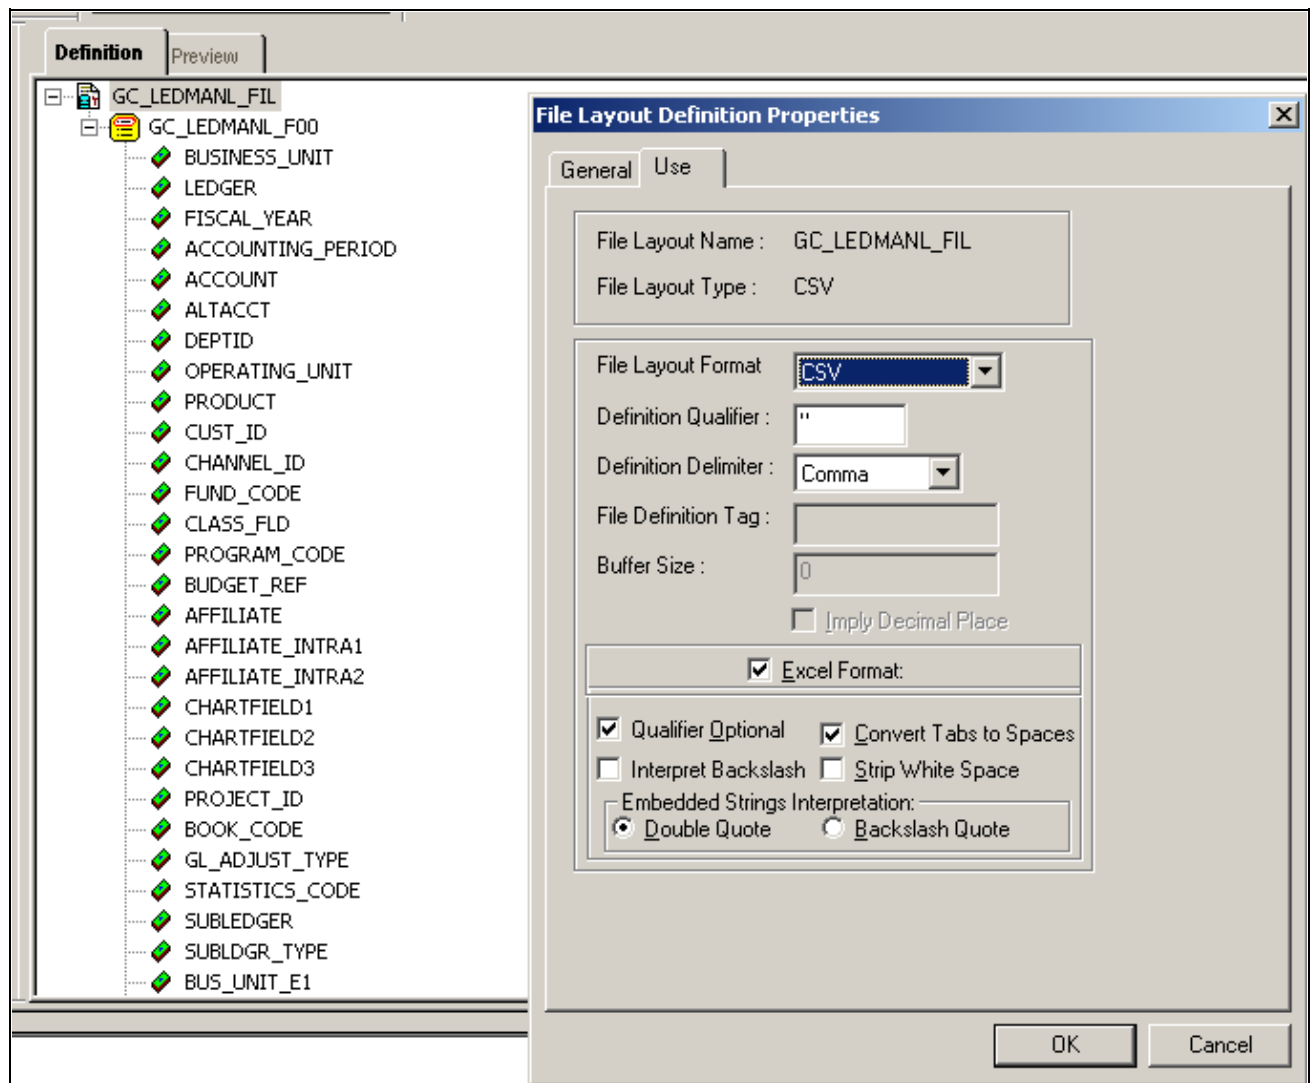 Definition
Preview
GC_LEDMANL_FIL
GC_LEDMANL_F00
BUSINESS_UNIT
LEDGER
FISCAL_YEAR
ACCOUNTING_PERIOD
ACCOUNT
ALTACCT
DEPTID
OPERATING_UNIT
PRODUCT
CUST_ID
CHANNEL_ID
FUND_CODE
CLASS_FLD
PROGRAM_CODE
BUDGET_REF
AFFILIATE
AFFILIATE_INTRA1
AFFILIATE_INTRA2
CHARTFIELD1
CHARTFIELD2
CHARTFIELD3
PROJECT_ID
BOOK_CODE
GL_ADJUST_TYPE
STATISTICS_CODE
SUBLEDGER
SUBLDGR_TYPE
BUS_UNIT_E1
File Layout Definition Properties
General Use
File Layout Name : GC_LEDMANL_FIL
File Layout Type : CSV
File Layout Format CSV
Definition Qualifier : "
Definition Delimiter : Comma
File Definition Tag :
Buffer Size : 0
Imply Decimal Place
Excel Format:
Qualifier Optional Convert Tabs to Spaces
Interpret Backslash Strip White Space
Embedded Strings Interpretation:
Double Quote Backslash Quote
OK Cancel